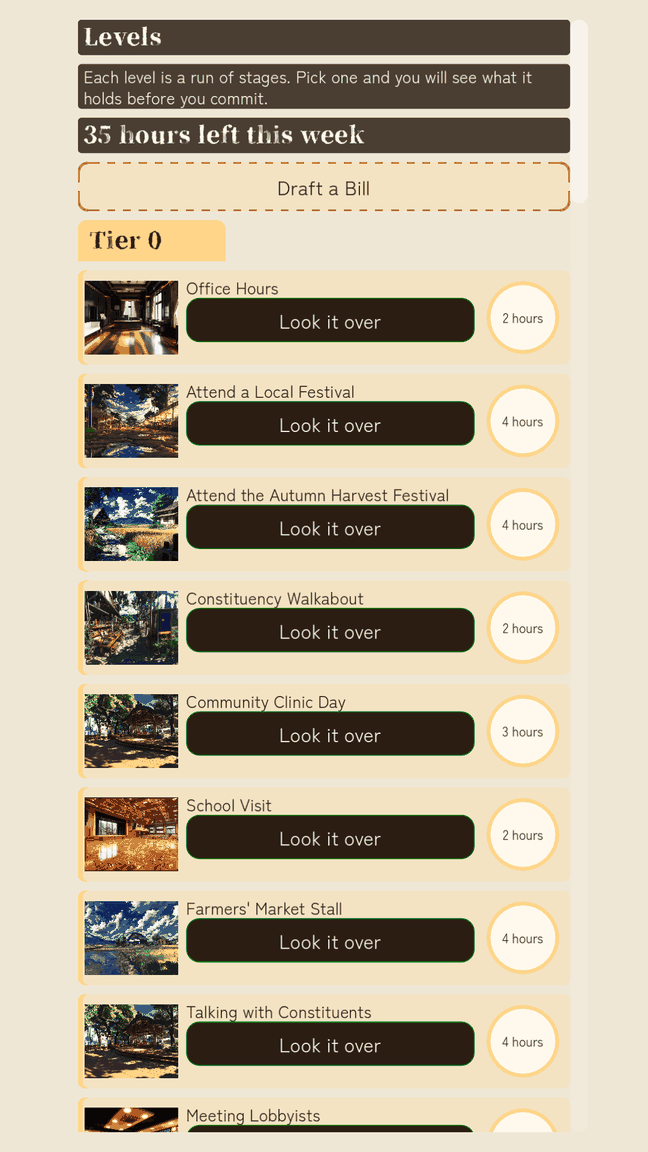 Levels
Each level is a run of stages. Pick one and you will see what it
holds before you commit.
35 hours left this week
Draft a Bill
Tier 0
Office Hours
Look it over
2 hours
Attend a Local Festival
Look it over
4 hours
Attend the Autumn Harvest Festival
Look it over
4 hours
Constituency Walkabout
Look it over
2 hours
Community Clinic Day
Look it over
3 hours
School Visit
Look it over
2 hours
Farmers' Market Stall
Look it over
4 hours
Talking with Constituents
Look it over
4 hours
Meeting Lobbyists